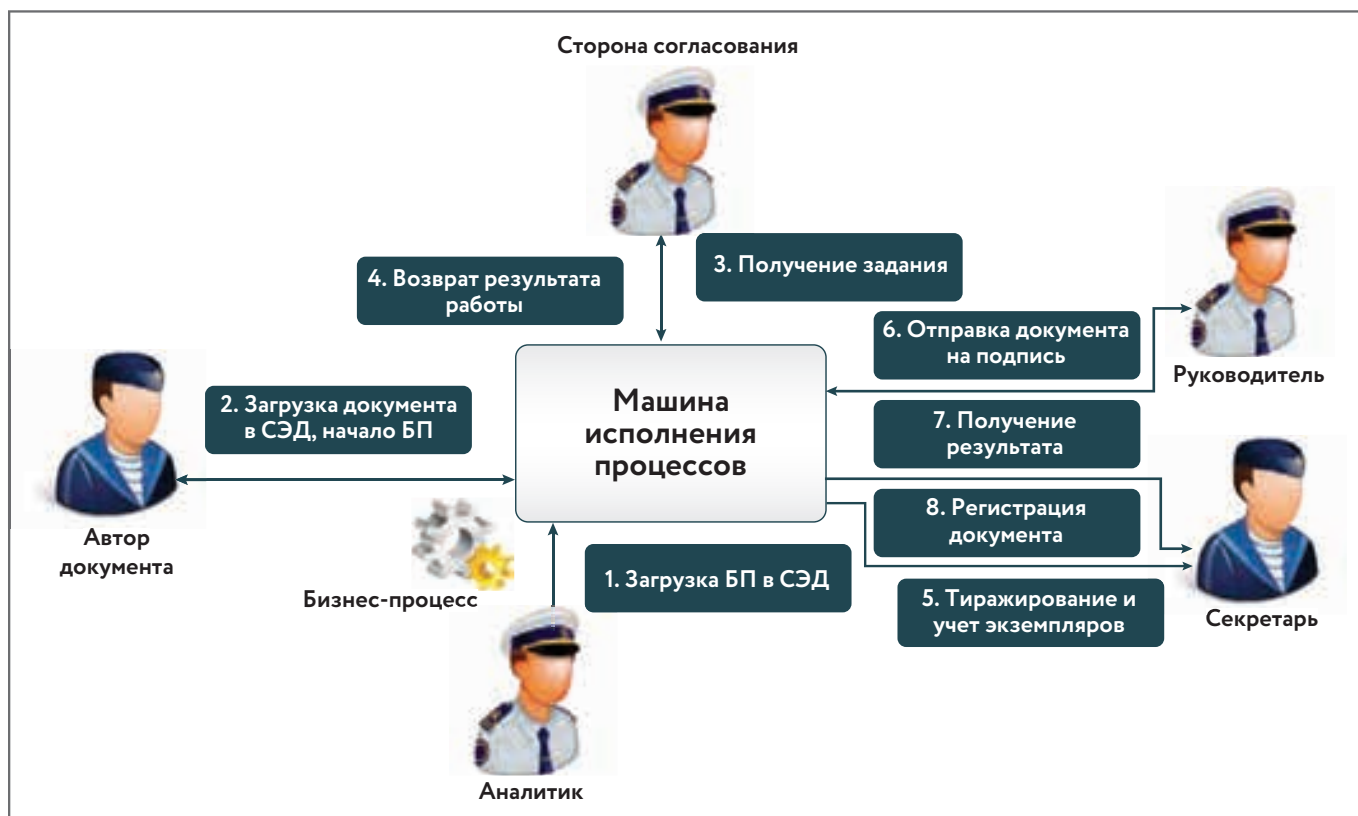 Сторона согласования
4. Возврат результата
работы
3. Получение задания
6. Отправка документа
на подпись
Руководитель
2. Загрузка документа
в СЭД, начало БП
Машина
исполнения
процессов
7. Получение
результата
Автор
документа
8. Регистрация
документа
Бизнес-процесс
1. Загрузка БП в СЭД
5. Тиражирование и
учет экземпляров
Секретарь
Аналитик